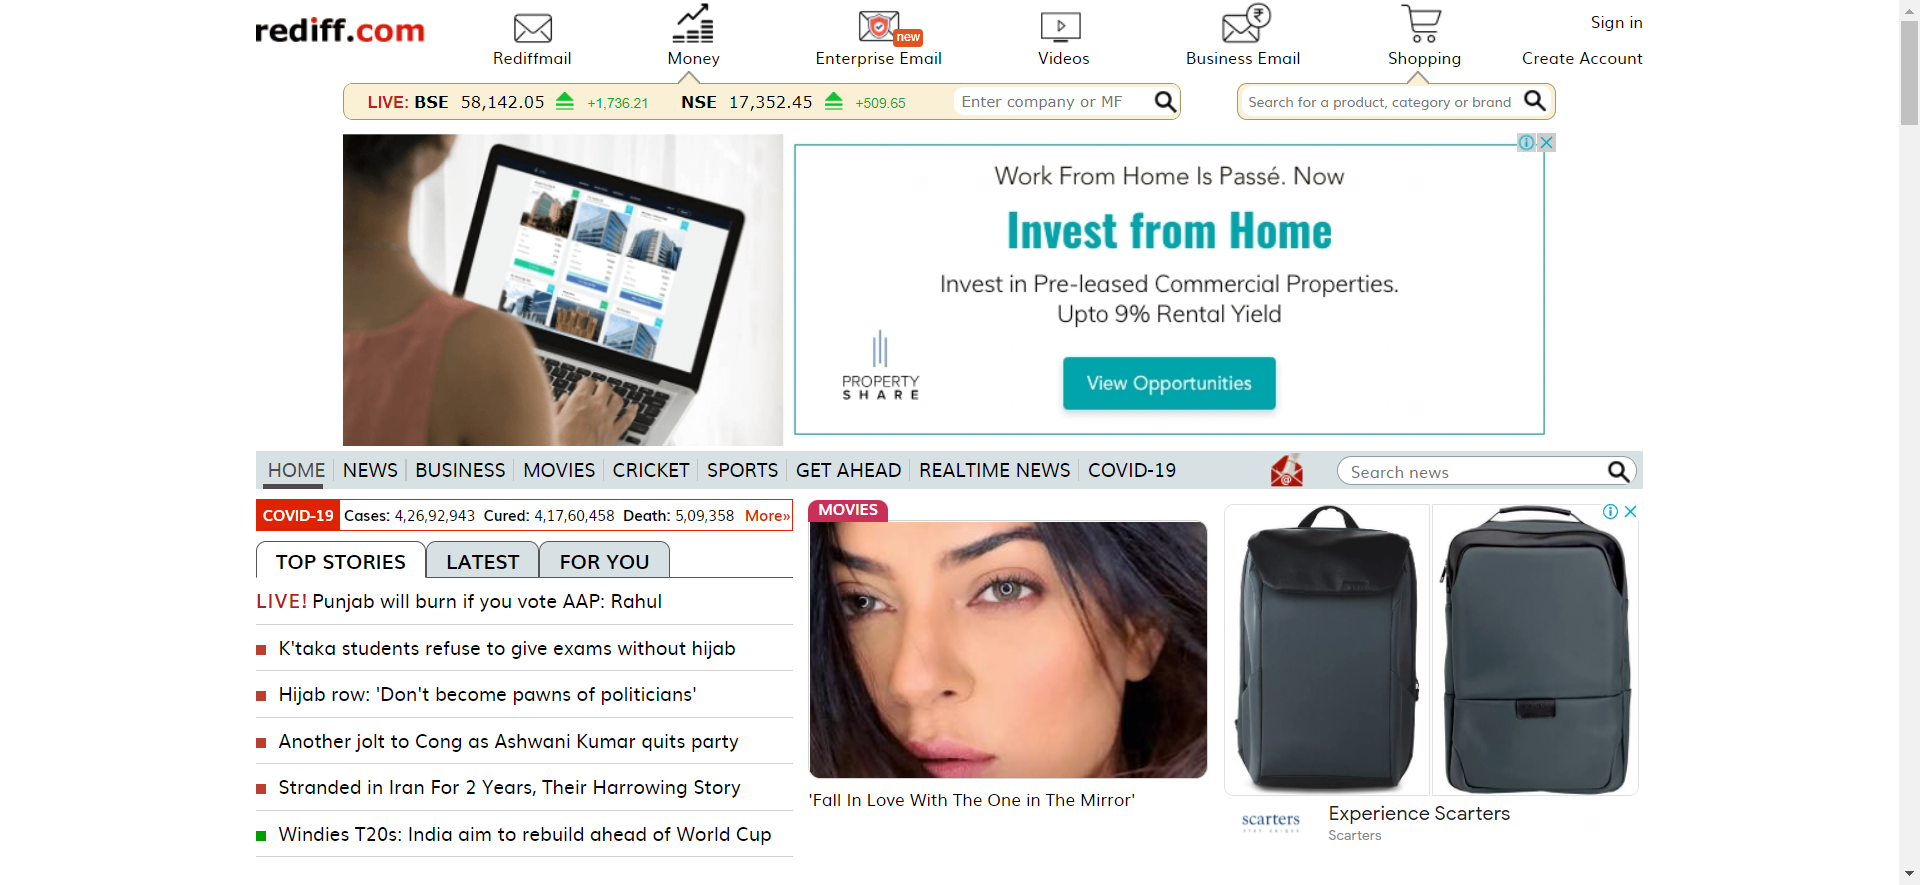 rediff.com
Rediffmail
Money
new
Enterprise Email
Videos
₹
Business Email
Shopping
Sign in
Create Account
LIVE: BSE 58,142.05 +1,736.21 NSE 17,352.45 +509.65
Enter company or MF
Search for a product, category or brand
Work From Home Is Passé. Now
Invest from Home
Invest in Pre-leased Commercial Properties.
Upto 9% Rental Yield
PROPERTY
SHARE
View Opportunities
HOME NEWS BUSINESS MOVIES CRICKET SPORTS GET AHEAD REALTIME NEWS COVID-19
@
Search news
COVID-19 Cases: 4,26,92,943 Cured: 4,17,60,458 Death: 5,09,358 More»
TOP STORIES LATEST FOR YOU
LIVE! Punjab will burn if you vote AAP: Rahul
K'taka students refuse to give exams without hijab
Hijab row: 'Don't become pawns of politicians'
Another jolt to Cong as Ashwani Kumar quits party
Stranded in Iran For 2 Years, Their Harrowing Story
Windies T20s: India aim to rebuild ahead of World Cup
MOVIES
'Fall In Love With The One in The Mirror'
scarters
Experience Scarters
Scarters